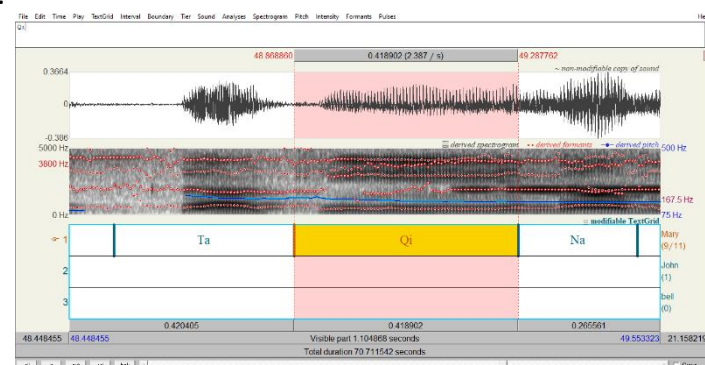 File Edit Time Play TextGrid Interval Boundary Tier Sound Analyses Spectrogram Pitch Intensity Formants Pulses He
Qi
48.868860 0.418902 (2.387 / s) 49.287762
~ non-modifiable copy of sound
0.3664
0
-0.386
5000 Hz derived spectrogram derived formants derived pitch 500 Hz
3800 Hz
167.5 Hz
0 Hz 75 Hz
modifiable TextGrid
1 Ta Qi Na Mary
(9/11)
2 John
(1)
3 bell
(0)
0.420405 0.418902 0.265561
48.448455 48.448455 Visible part 1.104868 seconds 49.553323 21.158219
Total duration 70.711542 seconds